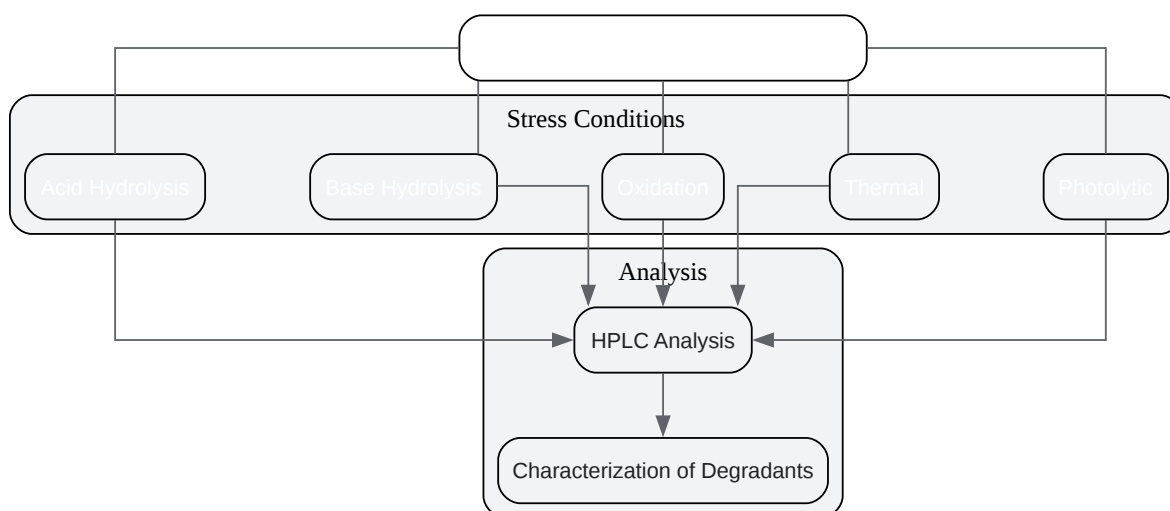 Stress Conditions
Acid Hydrolysis
Base Hydrolysis
Oxidation
Thermal
Photolytic
Analysis
HPLC Analysis
Characterization of Degradants